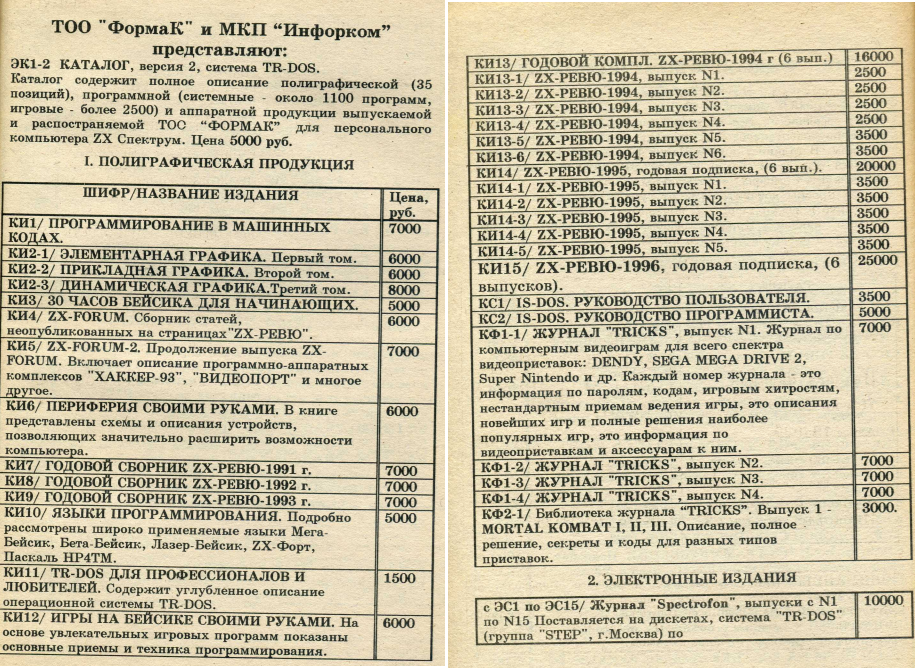 ТОО "ФормаК" и МКП “Инфорком”
представляют:
ЭК1-2 КАТАЛОГ, версия 2, система TR-DOS.
Каталог содержит полное описание полиграфической (35
позиций), программной (системные - около 1100 программ,
игровые - более 2500) и аппаратной продукции выпускаемой
и распостраяемой ТОО “ФОРМАК” для персонального
компьютера ZX Спектрум. Цена 5000 руб.
I. ПОЛИГРАФИЧЕСКАЯ ПРОДУКЦИЯ
ШИФР/НАЗВАНИЕ ИЗДАНИЯ Цена,
руб.
КИ1/ ПРОГРАММИРОВАНИЕ В МАШИННЫХ 7000
КОДАХ.
КИ2-1/ ЭЛЕМЕНТАРНАЯ ГРАФИКА. Первый том. 6000
КИ2-2/ ПРИКЛАДНАЯ ГРАФИКА. Второй том. 6000
КИ2-3/ ДИНАМИЧЕСКАЯ ГРАФИКА.Третий том. 8000
КИ3/ 30 ЧАСОВ БЕЙСИКА ДЛЯ НАЧИНАЮЩИХ. 5000
КИ4/ ZX-FORUM. Сборник статей, 6000
неопубликованных на страницах"ZX-РЕВЮ".
КИ5/ ZX-FORUM-2. Продолжение выпуска ZX- 7000
FORUM. Включает описание программно-аппаратных
комплексов "ХАККЕР-93", "ВИДЕОПОРТ" и многое
другое.
КИ6/ ПЕРИФЕРИЯ СВОИМИ РУКАМИ. В книге 6000
представлены схемы и описания устройств,
позволяющих значительно расширить возможности
компьютера.
КИ7/ ГОДОВОЙ СБОРНИК ZX-РЕВЮ-1991 г. 7000
КИ8/ ГОДОВОЙ СБОРНИК ZX-РЕВЮ-1992 г. 7000
КИ9/ ГОДОВОЙ СБОРНИК ZX-РЕВЮ-1993 г. 7000
КИ10/ ЯЗЫКИ ПРОГРАММИРОВАНИЯ. Подробно 5000
рассмотрены широко применяемые языки Мега-
Бейсик, Бета-Бейсик, Лазер-Бейсик, ZX-Форт,
Паскаль HP4TM.
КИ11/ TR-DOS ДЛЯ ПРОФЕССИОНАЛОВ И 1500
ЛЮБИТЕЛЕЙ. Содержит углубленное описание
операционной системы TR-DOS.
КИ12/ ИГРЫ НА БЕЙСИКЕ СВОИМИ РУКАМИ. На 6000
основе увлекательных игровых программ показаны
основные приемы и техника программирования.
КИ13/ ГОДОВОЙ КОМПЛ. ZX-РЕВЮ-1994 г (6 вып.) 16000
КИ13-1/ ZX-РЕВЮ-1994, выпуск N1. 2500
КИ13-2/ ZX-РЕВЮ-1994, выпуск N2. 2500
КИ13-3/ ZX-РЕВЮ-1994, выпуск N3. 2500
КИ13-4/ ZX-РЕВЮ-1994, выпуск N4. 2500
КИ13-5/ ZX-РЕВЮ-1994, выпуск N5. 3500
КИ13-6/ ZX-РЕВЮ-1994, выпуск N6. 3500
КИ14/ ZX-РЕВЮ-1995, годовая подписка, (6 вып.). 20000
КИ14-1/ ZX-РЕВЮ-1995, выпуск N1. 3500
КИ14-2/ ZX-РЕВЮ-1995, выпуск N2. 3500
КИ14-3/ ZX-РЕВЮ-1995, выпуск N3. 3500
КИ14-4/ ZX-РЕВЮ-1995, выпуск N4. 3500
КИ14-5/ ZX-РЕВЮ-1995, выпуск N5. 3500
КИ15/ ZX-РЕВЮ-1996, годовая подписка, (6 25000
выпусков).
КС1/ IS-DOS. РУКОВОДСТВО ПОЛЬЗОВАТЕЛЯ. 3500
КС2/ IS-DOS. РУКОВОДСТВО ПРОГРАММИСТА. 5000
КФ1-1/ ЖУРНАЛ "TRICKS", выпуск N1. Журнал по 7000
компьютерным видеоиграм для всего спектра
видеоприставок: DENDY, SEGA MEGA DRIVE 2,
Super Nintendo и др. Каждый номер журнала - это
информация по паролям, кодам, игровым хитростям,
нестандартным приемам ведения игры, это описания
новейших игр и полные решения наиболее
популярных игр, это информация по
видеоприставкам и аксессуарам к ним.
КФ1-2/ ЖУРНАЛ "TRICKS", выпуск N2. 7000
КФ1-3/ ЖУРНАЛ "TRICKS", выпуск N3. 7000
КФ1-4/ ЖУРНАЛ "TRICKS", выпуск N4. 7000
КФ2-1/ Библиотека журнала “TRICKS”. Выпуск 1 - 3000.
MORTAL KOMBAT I, II, III. Описание, полное
решение, секреты и коды для разных типов
приставок.
2. ЭЛЕКТРОННЫЕ ИЗДАНИЯ
с ЭС1 по ЭС15/ Журнал "Spectrofon", выпуски с N1 10000
по N15 Поставляется на дискетах, система "TR-DOS"
(группа "STEP", г.Москва) по